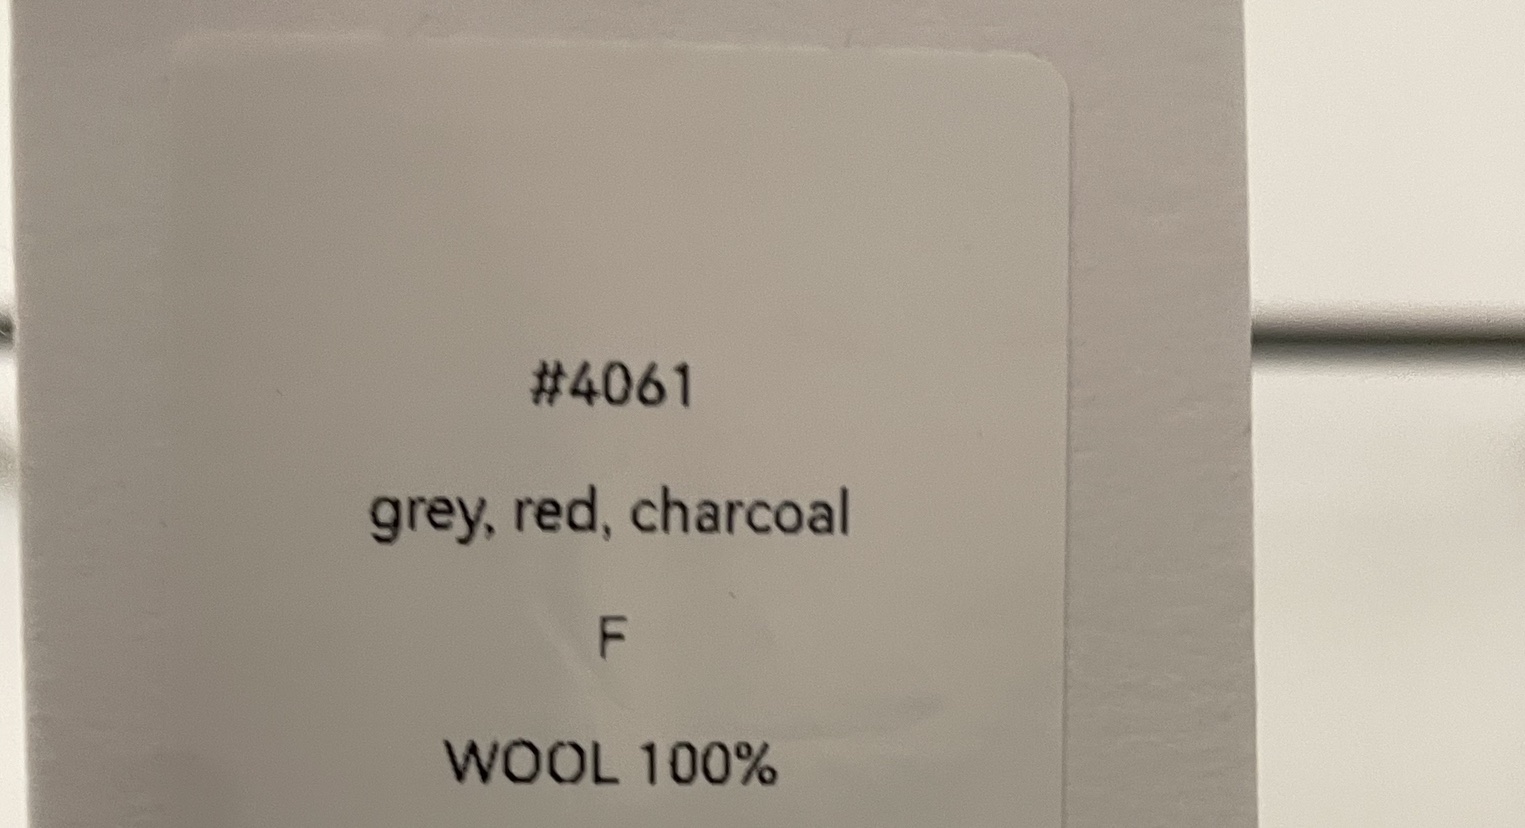 #4061
grey, red, charcoal
F
WOOL 100%